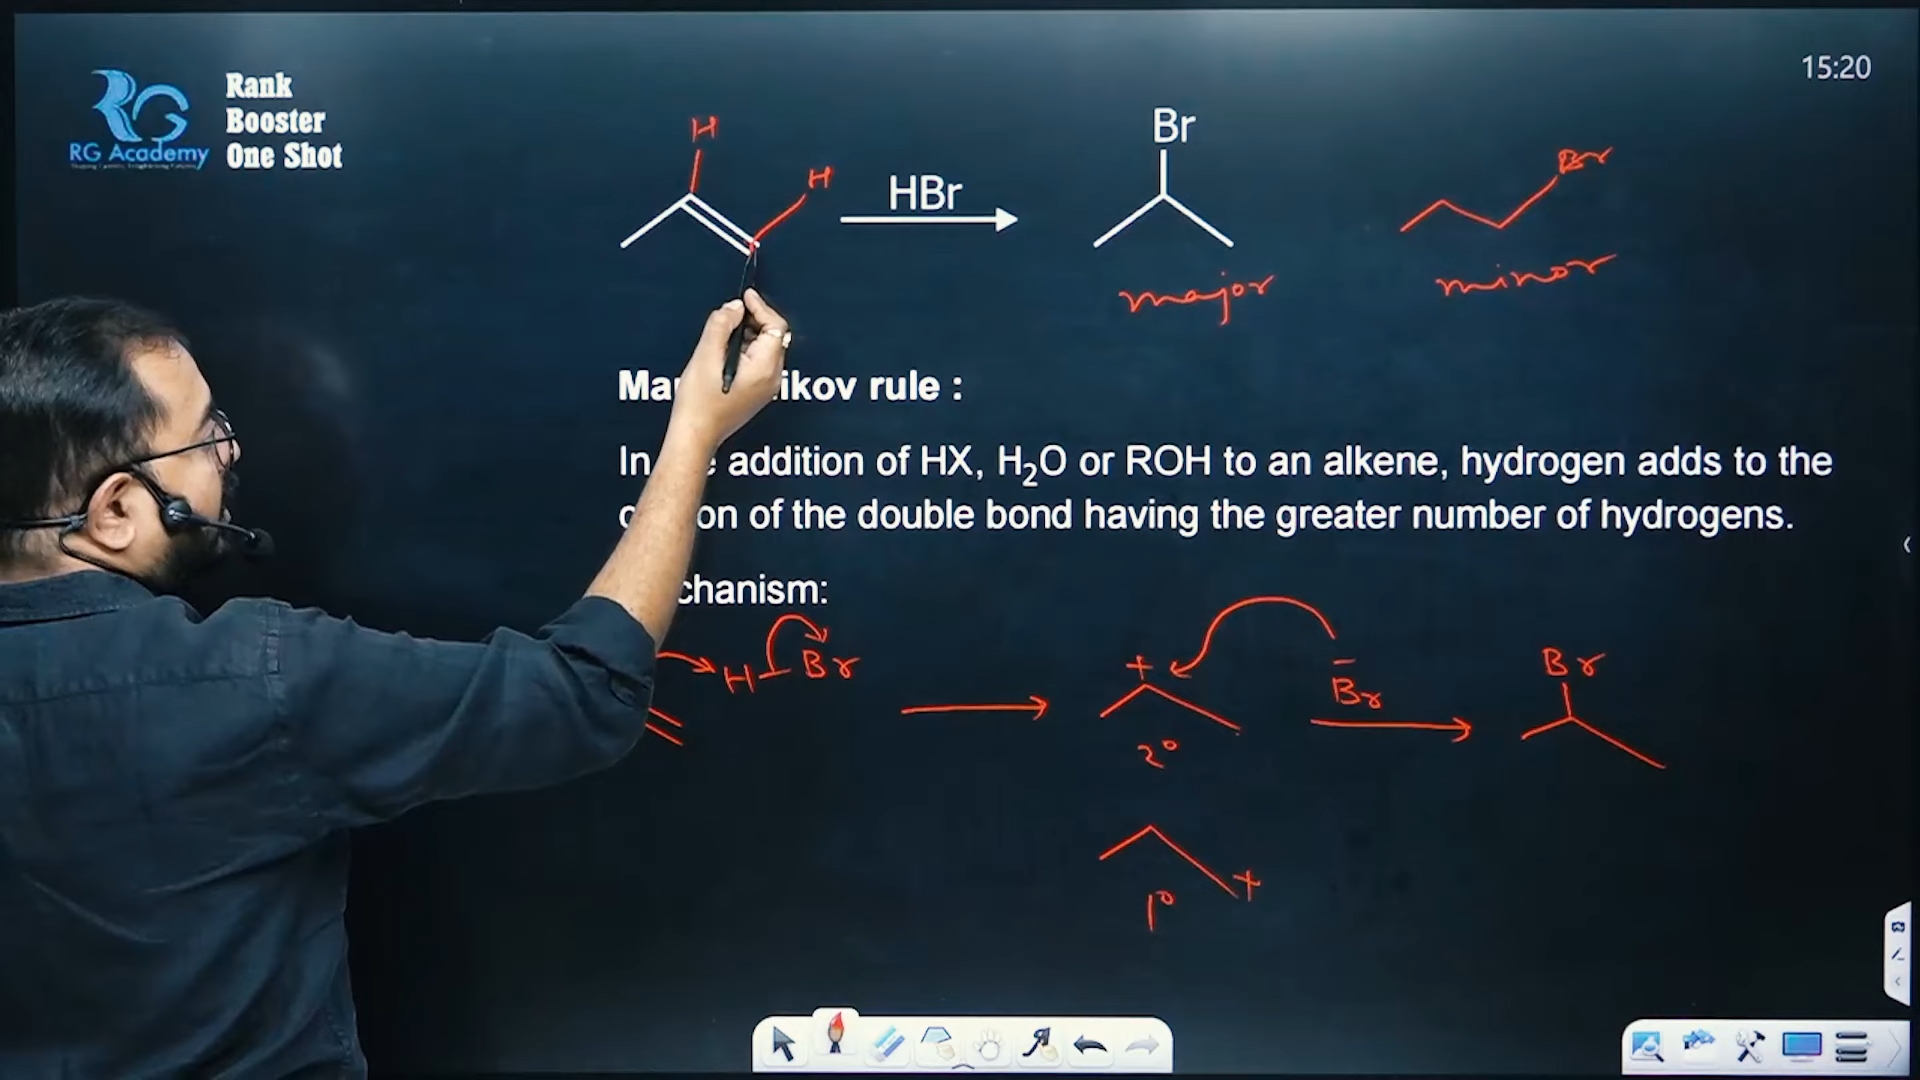 15:20
Rank
Booster
One Shot
RG Academy
H
H
HBr
Br
Br
major
minor
ikov rule :
In addition of HX, H₂O or ROH to an alkene, hydrogen adds to the
on of the double bond having the greater number of hydrogens.
chanism:
H-Br
+
2°
Br⁻
Br
+
1°